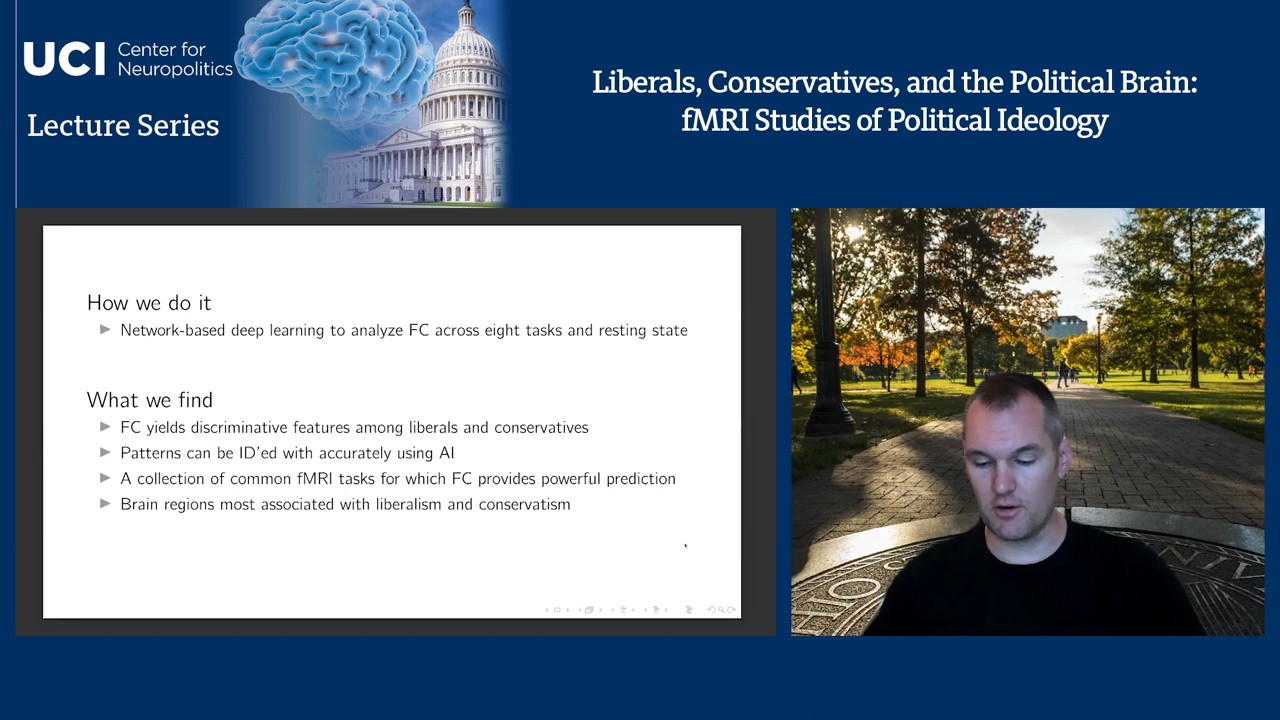 UCI Center for
Neuropolitics
Lecture Series
Liberals, Conservatives, and the Political Brain:
fMRI Studies of Political Ideology
How we do it
Network-based deep learning to analyze FC across eight tasks and resting state
What we find
FC yields discriminative features among liberals and conservatives
Patterns can be ID'ed with accurately using AI
A collection of common fMRI tasks for which FC provides powerful prediction
Brain regions most associated with liberalism and conservatism